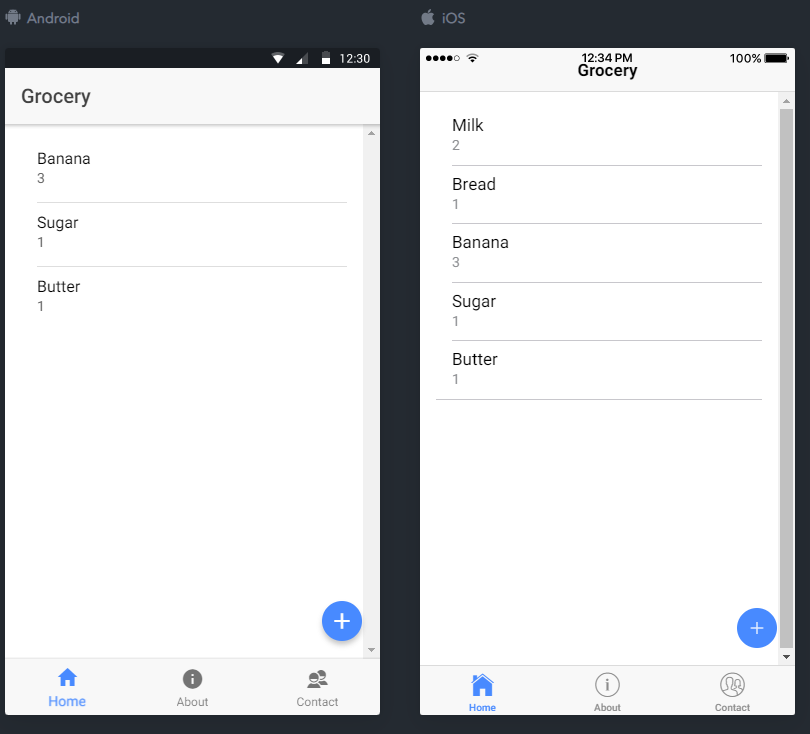 Android
12:30
Grocery
Banana
3
Sugar
1
Butter
1
Home
About
Contact
iOS
12:34 PM
100%
Grocery
Milk
2
Bread
1
Banana
3
Sugar
1
Butter
1
Home
About
Contact